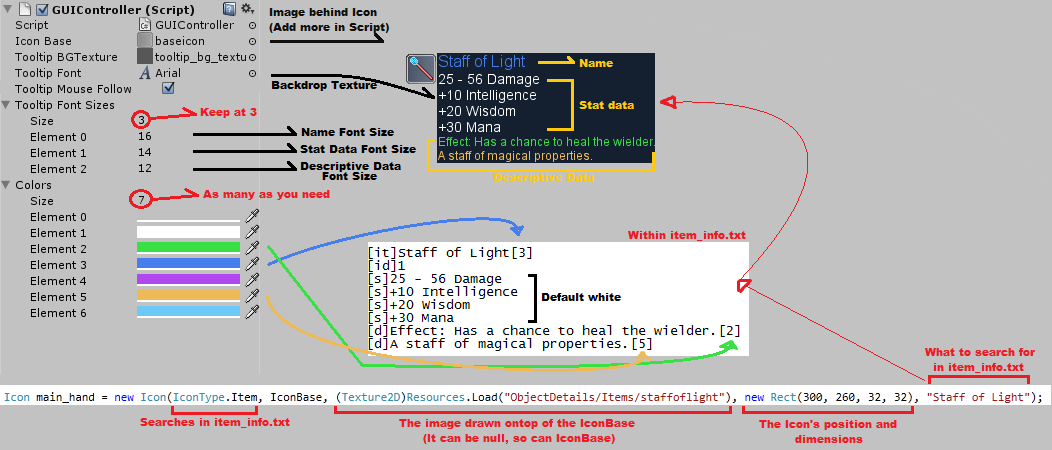 GUIController (Script)
Script GUIController
Icon Base baseicon
Tooltip BGTexture tooltip_bg_textu
Tooltip Font Arial
Tooltip Mouse Follow
Tooltip Font Sizes
Size 3
Element 0 16
Element 1 14
Element 2 12
Colors
Size 7
Element 0
Element 1
Element 2
Element 3
Element 4
Element 5
Element 6
Image behind Icon
(Add more in Script)
Backdrop Texture
Keep at 3
Name Font Size
Stat Data Font Size
Descriptive Data
Font Size
As many as you need
Staff of Light
25 - 56 Damage
+10 Intelligence
+20 Wisdom
+30 Mana
Effect: Has a chance to heal the wielder.
A staff of magical properties.
Name
Stat data
Descriptive Data
Within item_info.txt
[it]Staff of Light[3]
[id]1
[s]25 - 56 Damage
[s]+10 Intelligence
[s]+20 Wisdom
[s]+30 Mana
[d]Effect: Has a chance to heal the wielder.[2]
[d]A staff of magical properties.[5]
Default white
What to search for
in item_info.txt
Icon main_hand = new Icon(IconType.Item, IconBase, (Texture2D)Resources.Load("ObjectDetails/Items/staffoflight"), new Rect(300, 260, 32, 32), "Staff of Light");
Searches in item_info.txt
The image drawn ontop of the IconBase
(It can be null, so can IconBase)
The Icon's position and
dimensions